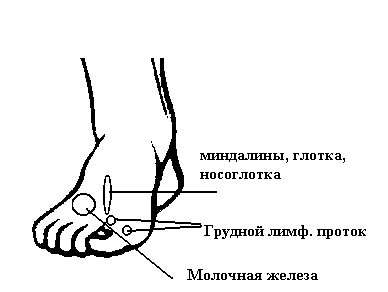 миндалины, глотка,
носоглотка
Грудной лимф. проток
Молочная железа